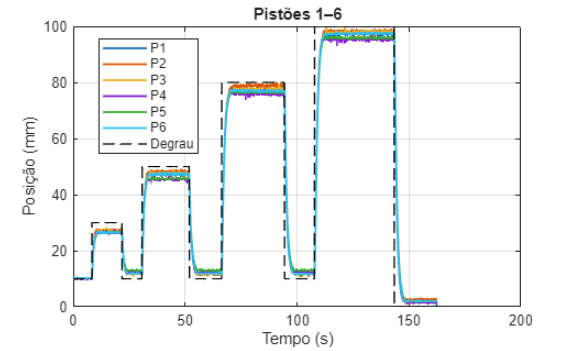 Pistões 1–6
100
80
60
40
20
0
Posição (mm)
P1
P2
P3
P4
P5
P6
Degrau
0
50
100
150
200
Tempo (s)